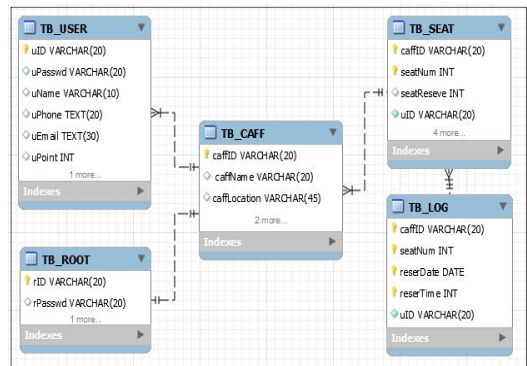 TB_USER
uID VARCHAR(20)
uPasswd VARCHAR(20)
uName VARCHAR(10)
uPhone TEXT(20)
uEmail TEXT(30)
uPoint INT
1 more...
Indexes
TB_ROOT
rID VARCHAR(20)
rPasswd VARCHAR(20)
1 more...
Indexes
TB_CAFF
caffID VARCHAR(20)
caffName VARCHAR(20)
caffLocation VARCHAR(45)
2 more...
Indexes
TB_SEAT
caffID VARCHAR(20)
seatNum INT
seatReseve INT
uID VARCHAR(20)
4 more...
Indexes
TB_LOG
caffID VARCHAR(20)
seatNum INT
reserDate DATE
reserTime INT
uID VARCHAR(20)
Indexes